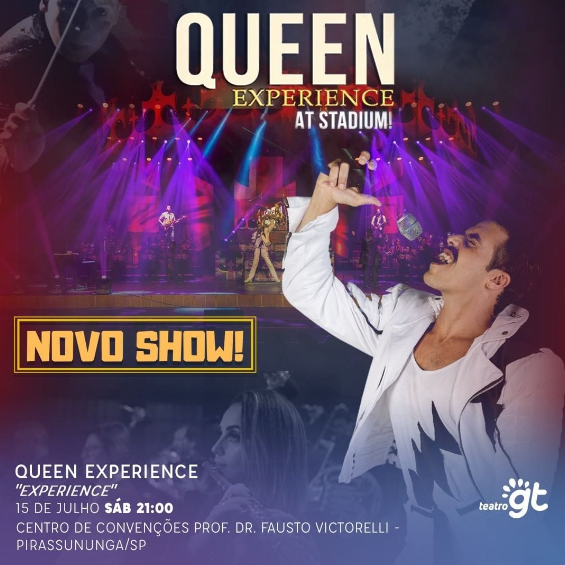 QUEEN
EXPERIENCE
AT STADIUM!
NOVO SHOW!
QUEEN EXPERIENCE
"EXPERIENCE"
15 DE JULHO SÁB 21:00
CENTRO DE CONVENÇÕES PROF. DR. FAUSTO VICTORELLI -
PIRASSUNUNGA/SP
teatro gt